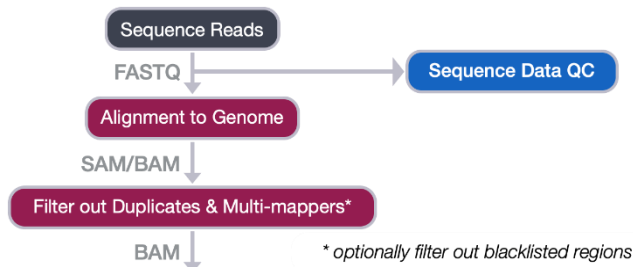 Sequence Reads
FASTQ
Sequence Data QC
Alignment to Genome
SAM/BAM
Filter out Duplicates & Multi-mappers*
BAM
* optionally filter out blacklisted regions